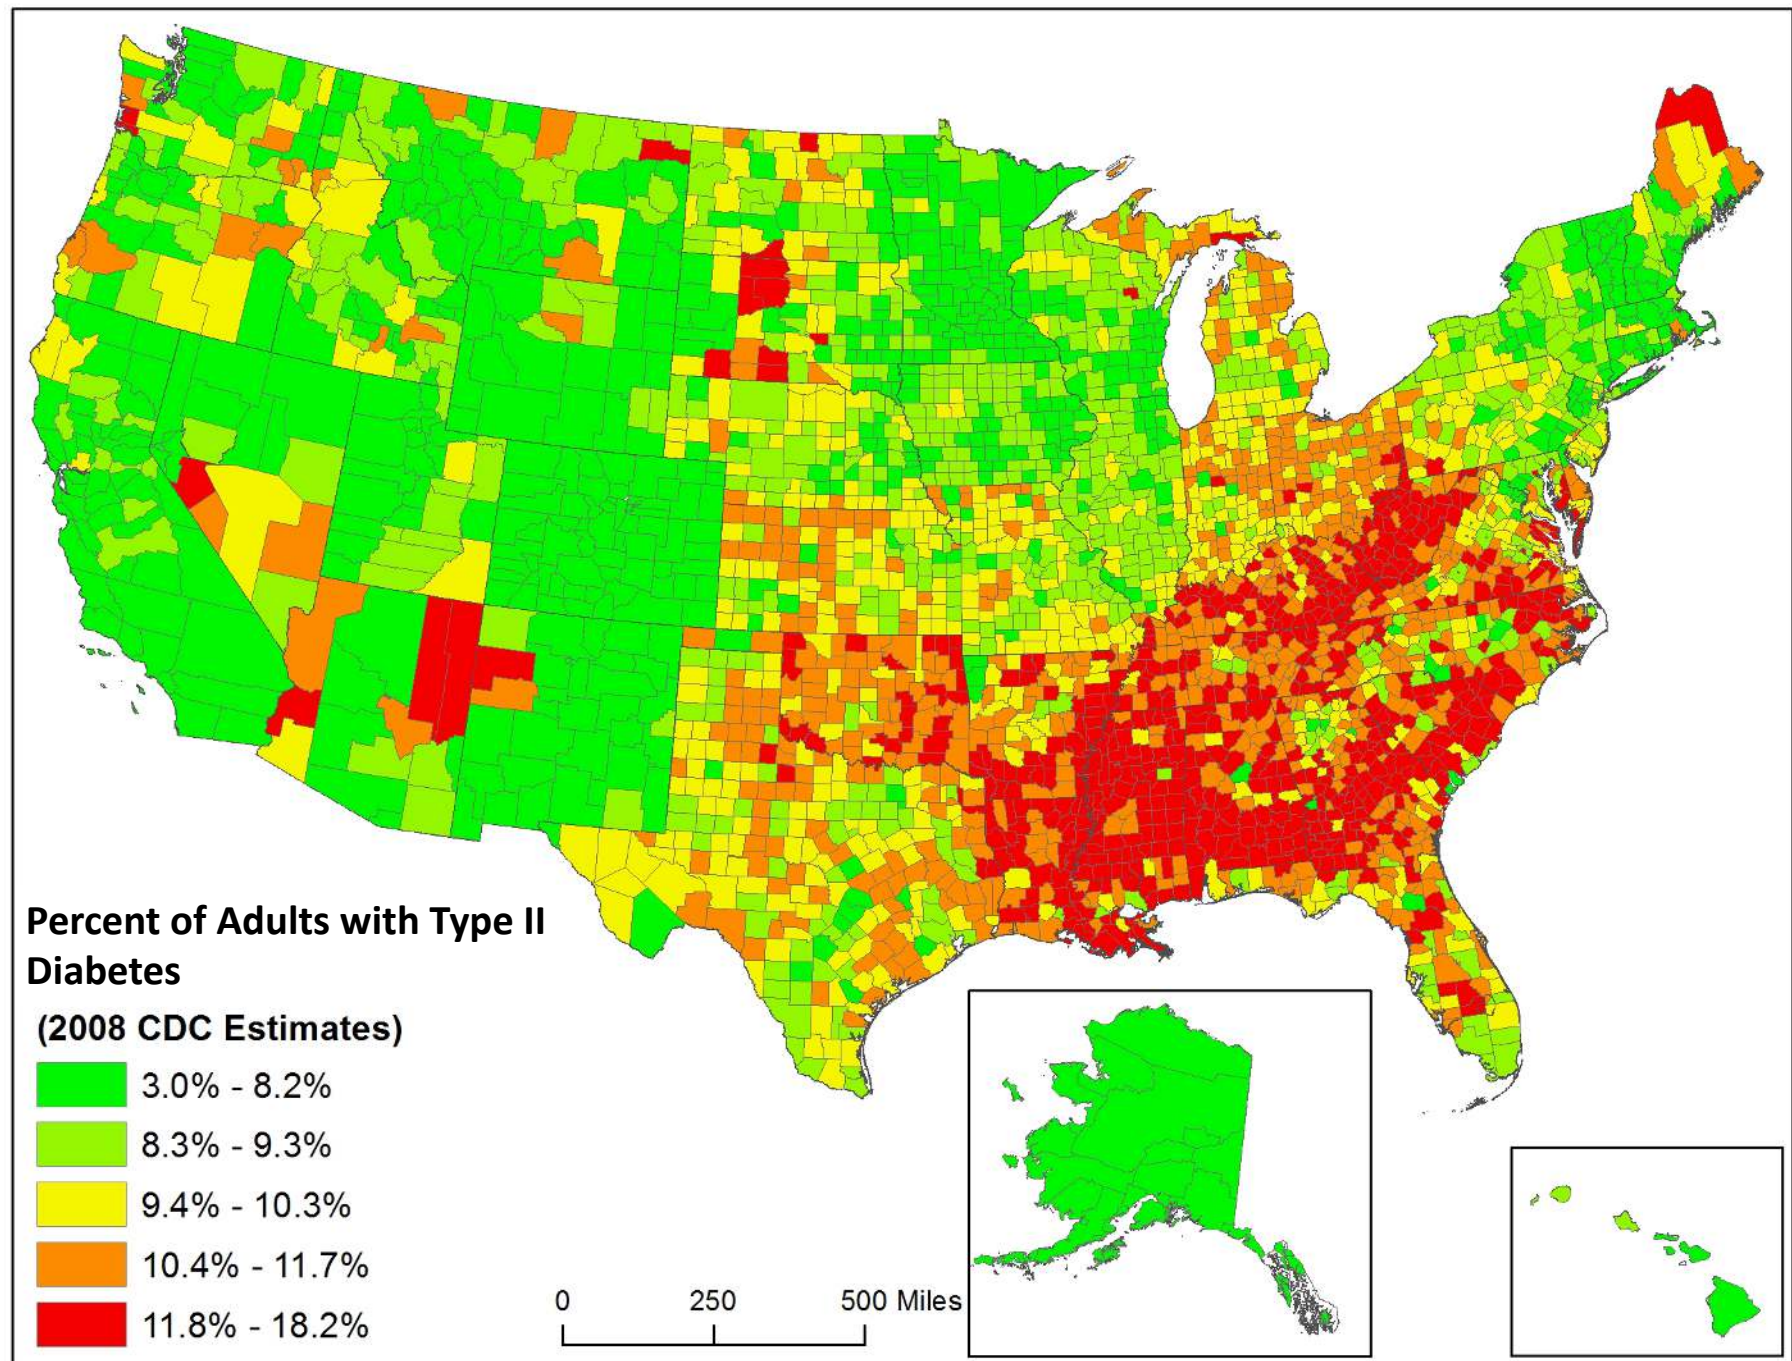 Percent of Adults with Type II
Diabetes
(2008 CDC Estimates)
3.0% - 8.2%
8.3% - 9.3%
9.4% - 10.3%
10.4% - 11.7%
11.8% - 18.2%
0 250 500 Miles